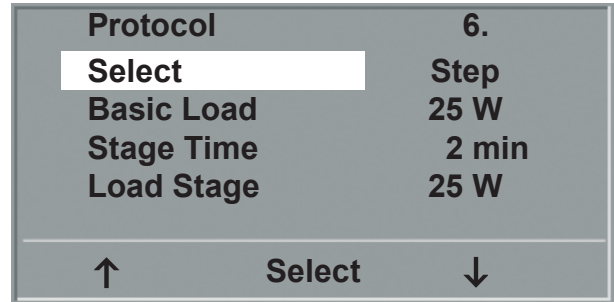 Protocol 6.
Select Step
Basic Load 25 W
Stage Time 2 min
Load Stage 25 W
↑ Select ↓